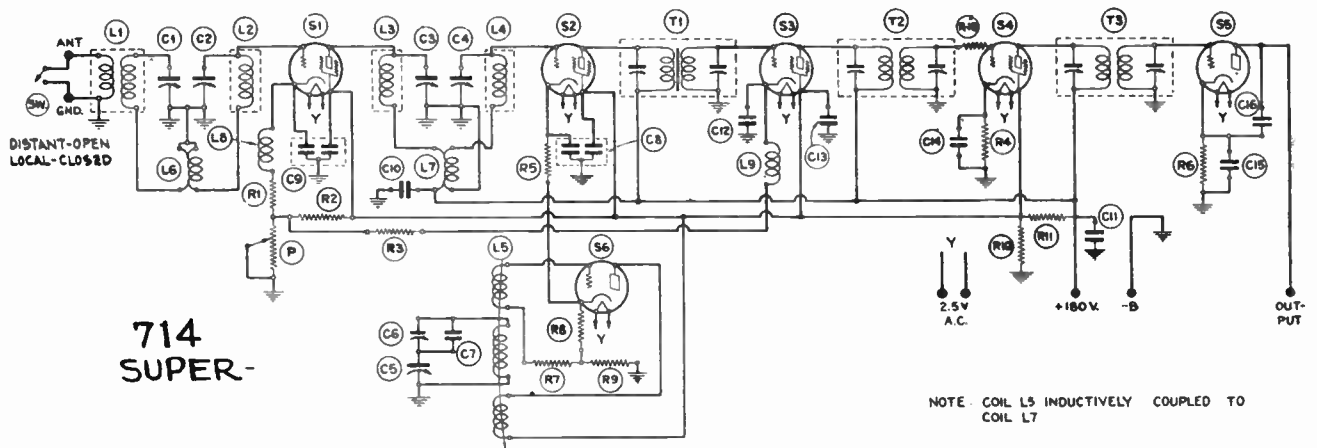 L1 C1 C2 L2 S1 L3 C3 C4 L4 S2 T1 S3 T2 S4 T3 S5
ANT
SW.
GND.
DISTANT-OPEN
LOCAL-CLOSED
L6
L8
C9
Y
R1
R2
P
R3
C10
L7
R5
Y
C8
C12
Y
C13
L9
C14
R4
Y
R10
R11
C11
Y
C16
R6
C15
L5
S6
Y
C6
C7
C5
R8
R7
R9
Y
2.5V
A.C.
+180V.
-B
OUT-
PUT
714
SUPER-
NOTE - COIL L5 INDUCTIVELY COUPLED TO
COIL L7